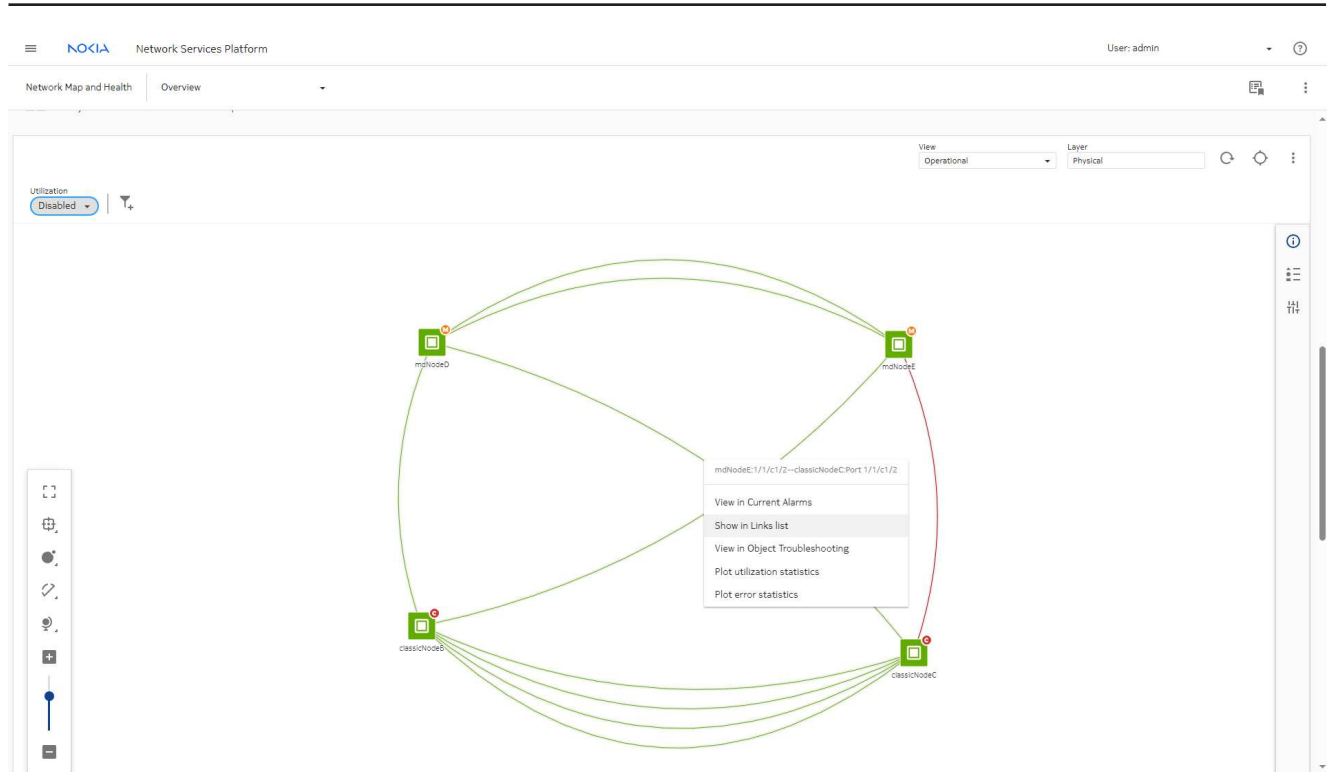 NOKIA Network Services Platform User: admin
Network Map and Health Overview
View
Operational
Layer
Physical
Utilization
Disabled
M
mdNodeD
M
mdNodeE
mdNodeE:1/1/c1/2--classicNodeC:Port 1/1/c1/2
View in Current Alarms
Show in Links list
View in Object Troubleshooting
Plot utilization statistics
Plot error statistics
C
classicNodeB
C
classicNodeC